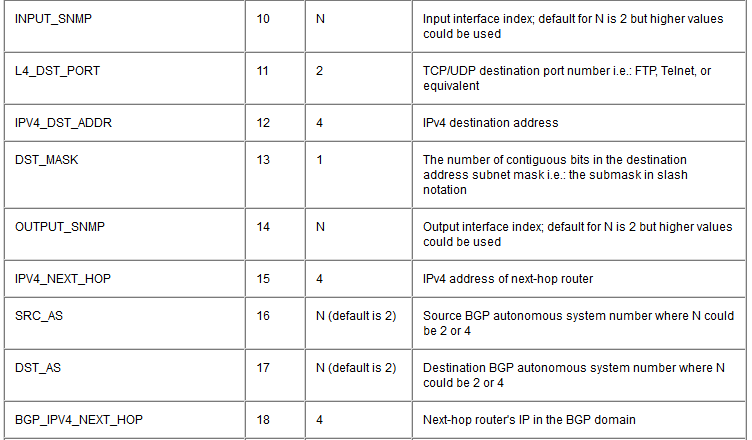 INPUT_SNMP 10 N Input interface index; default for N is 2 but higher values
could be used
L4_DST_PORT 11 2 TCP/UDP destination port number i.e.: FTP, Telnet, or
equivalent
IPV4_DST_ADDR 12 4 IPv4 destination address
DST_MASK 13 1 The number of contiguous bits in the destination
address subnet mask i.e.: the submask in slash
notation
OUTPUT_SNMP 14 N Output interface index; default for N is 2 but higher values
could be used
IPV4_NEXT_HOP 15 4 IPv4 address of next-hop router
SRC_AS 16 N (default is 2) Source BGP autonomous system number where N could
be 2 or 4
DST_AS 17 N (default is 2) Destination BGP autonomous system number where N
could be 2 or 4
BGP_IPV4_NEXT_HOP 18 4 Next-hop router's IP in the BGP domain